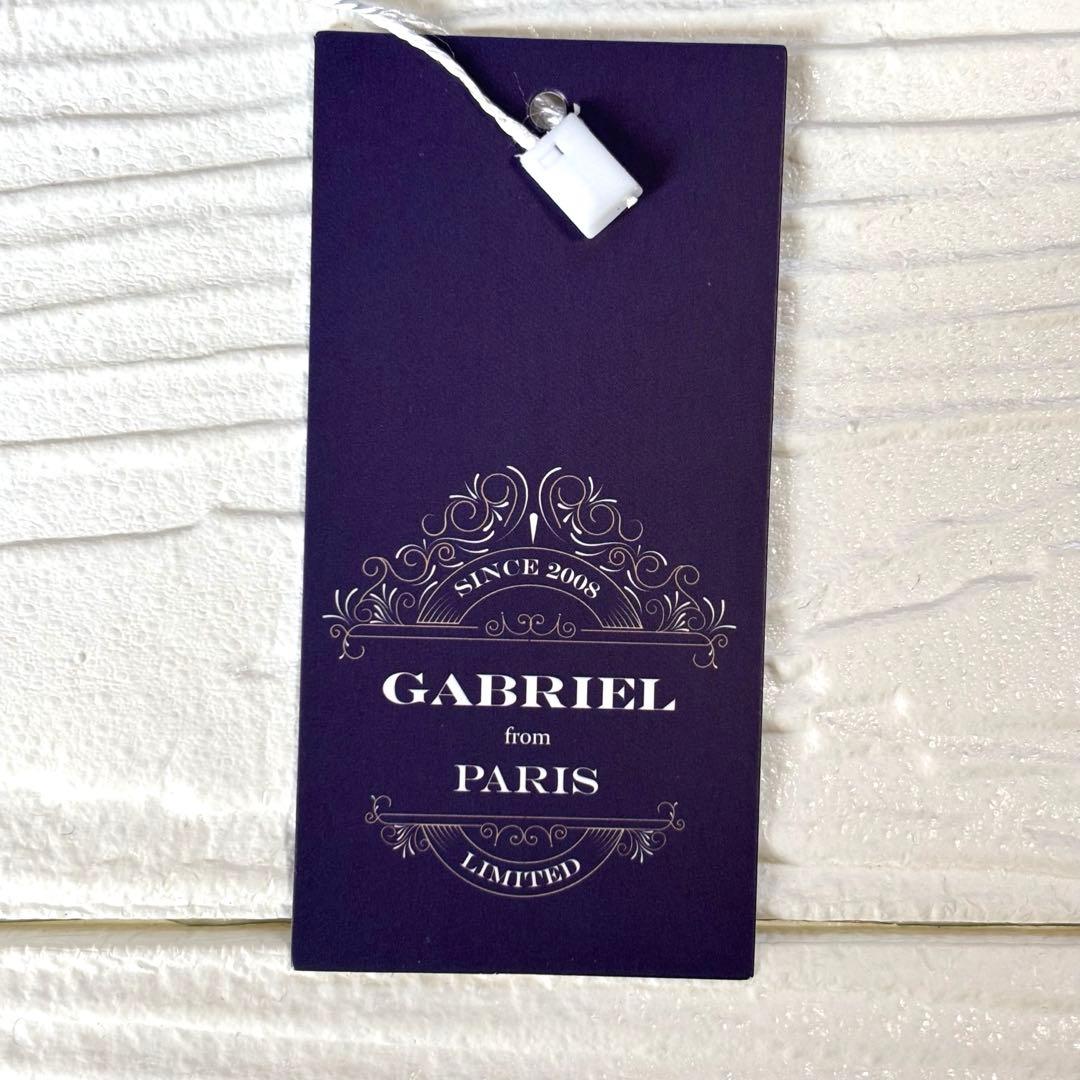 SINCE 2008
GABRIEL
from
PARIS
LIMITED